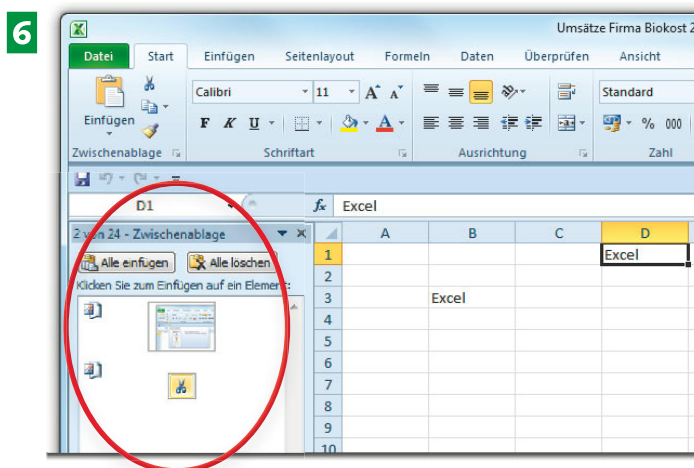 6
Umsätze Firma Biokost 2
Datei Start Einfügen Seitenlayout Formeln Daten Überprüfen Ansicht
Calibri 11 A A Standard
Einfügen F K U A % 000
Zwischenablage Schriftart Ausrichtung Zahl
D1 fx Excel
2 von 24 - Zwischenablage A B C D
Alle einfügen Alle löschen 1 Excel
Klicken Sie zum Einfügen auf ein Element: 2
3 Excel
4
5
6
7
8
9
10